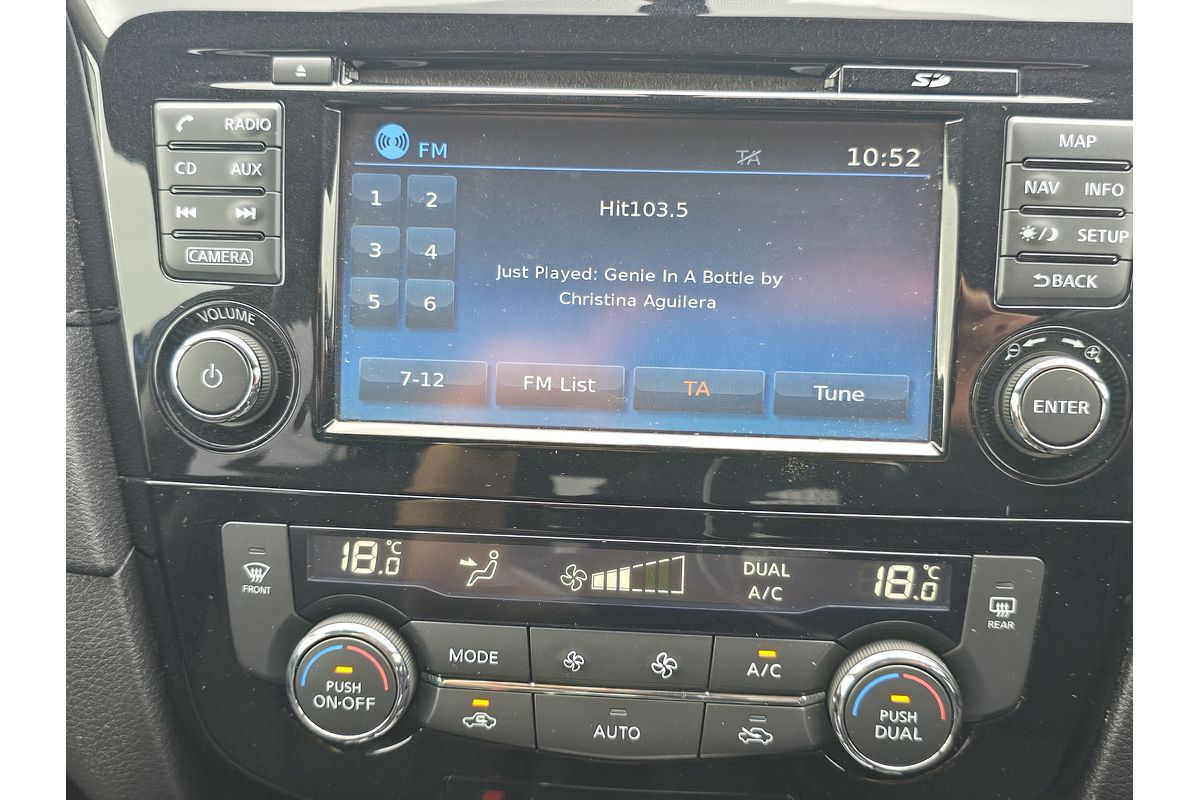 SD
RADIO
CD AUX
CAMERA
VOLUME
FM
TA
10:52
1 2
3 4
5 6
Hit103.5
Just Played: Genie In A Bottle by
Christina Aguilera
7-12
FM List
TA
Tune
MAP
NAV INFO
SETUP
BACK
ENTER
FRONT
18.0 °C
DUAL
A/C
18.0 °C
REAR
PUSH
ON·OFF
MODE
A/C
AUTO
PUSH
DUAL